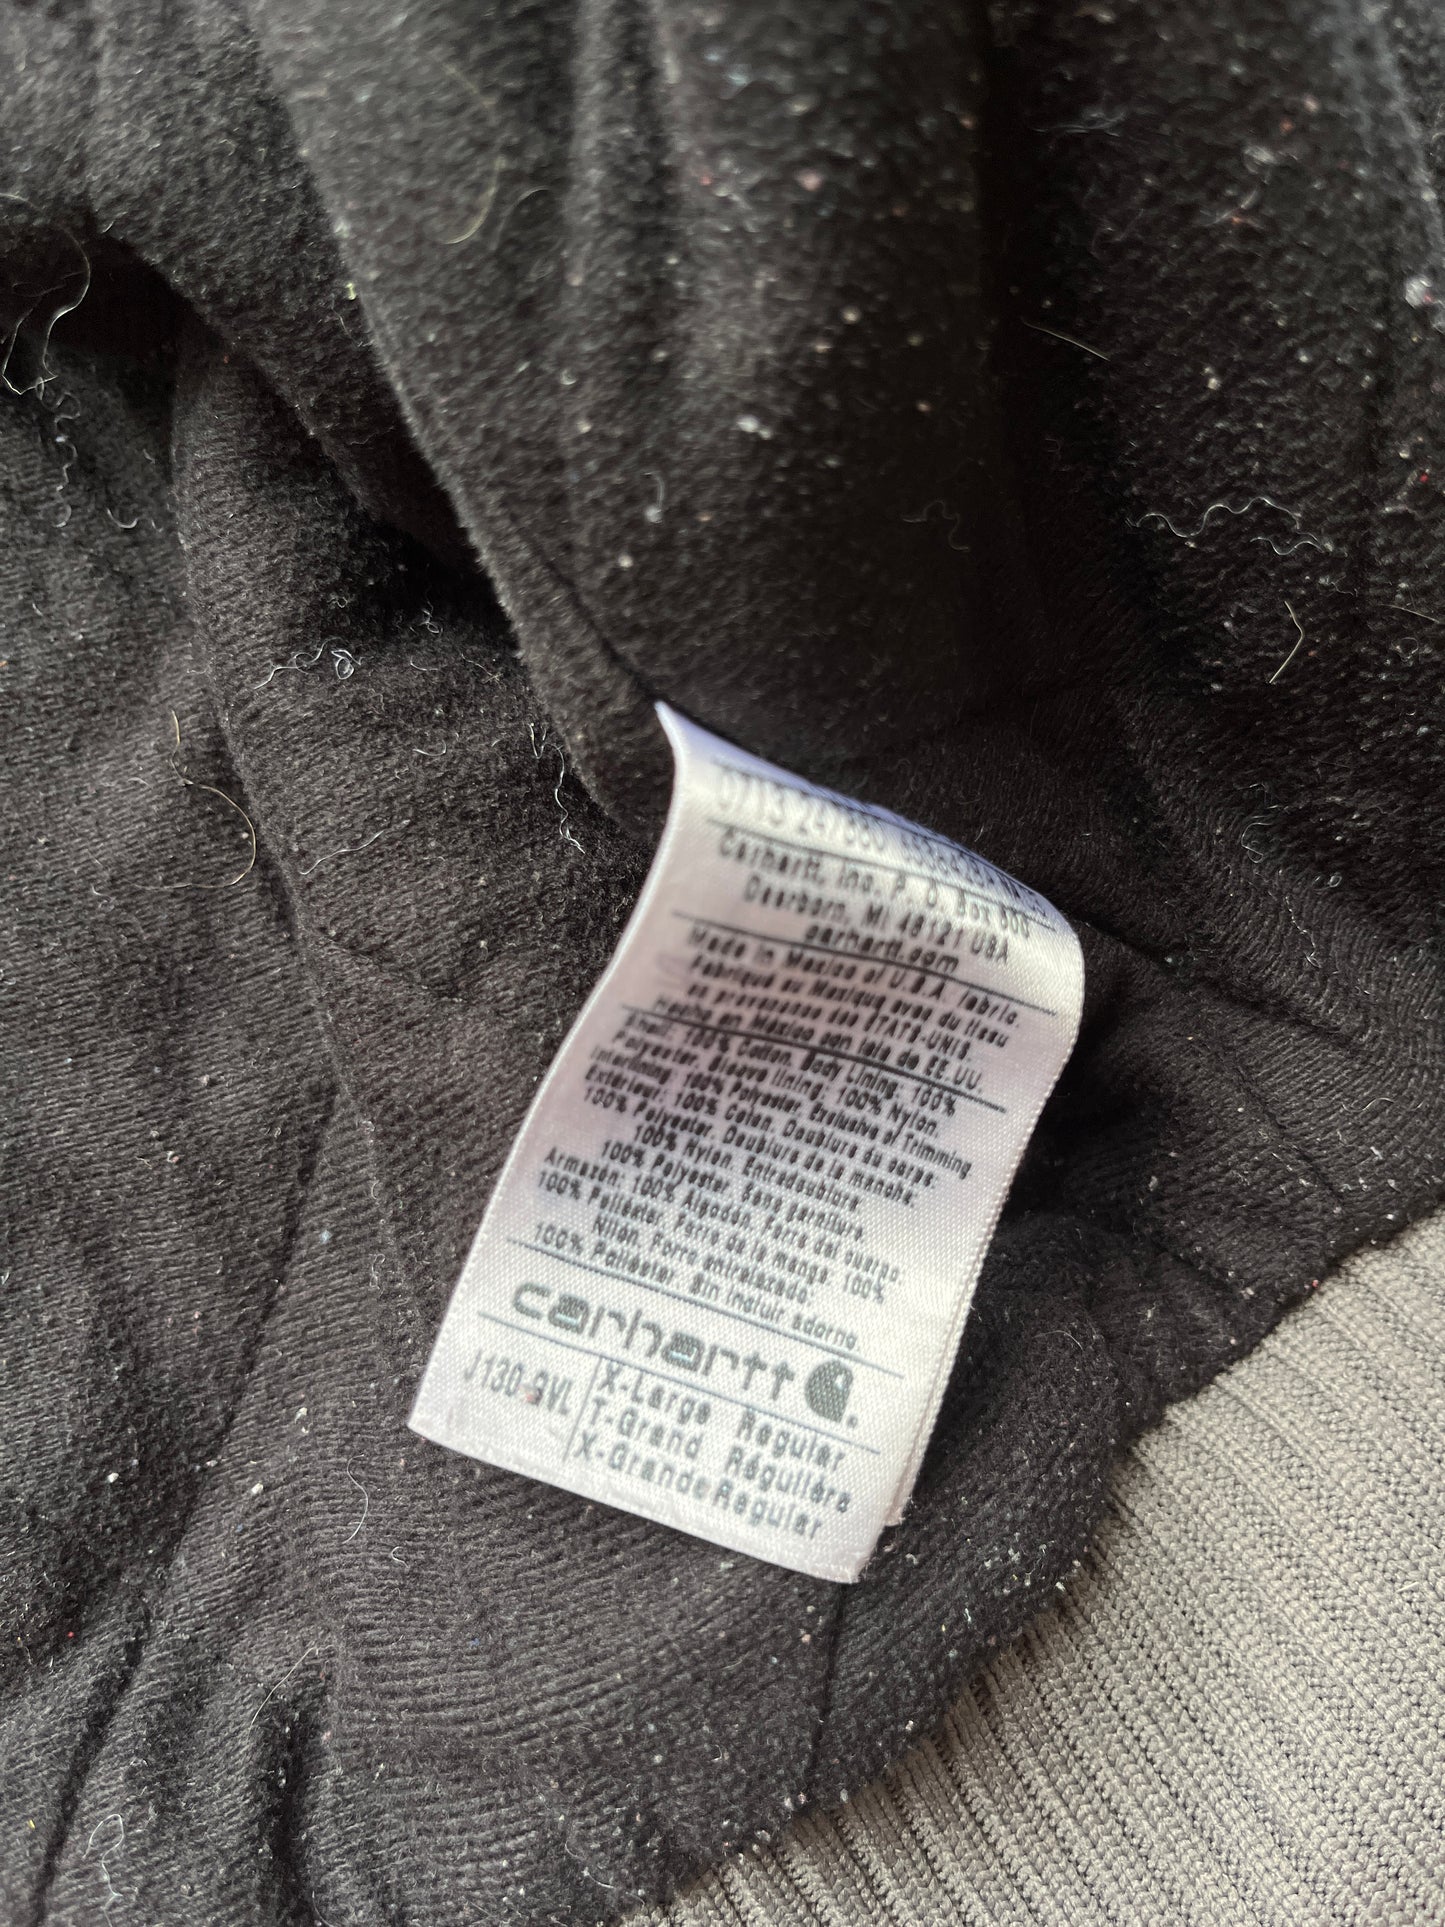 Carhartt, Inc. P. O. Box 600
Dearborn, MI 48121 USA
carhartt.com
Made in Mexico of U.S.A. fabric.
Fabriqué au Mexique avec du tissu
en provenance des ÉTATS-UNIS.
Hecho en México con tela de EE.UU.
Shell: 100% Cotton. Body Lining: 100%
Polyester. Sleeve lining: 100% Nylon.
Interlining: 100% Polyester. Exclusive of Trimming
Extérieur: 100% Coton. Doublure du corps:
100% Polyester. Doublure de la manche:
100% Nylon. Entredoublure:
100% Polyester. Sans garniture.
Armazón: 100% Algodón. Forro del cuerpo:
100% Poliester. Forro de la manga: 100%
Nilon. Forro entrelazado:
100% Poliéster. Sin incluir adorno
carhartt
J130 X-Large Regular
T-Grand Régulière
X-Grande Regular